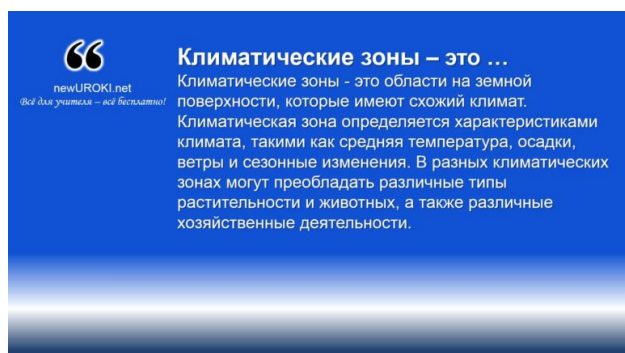 newUROKI.net
Всё для учителя – всё бесплатно!
Климатические зоны – это …
Климатические зоны - это области на земной
поверхности, которые имеют схожий климат.
Климатическая зона определяется характеристиками
климата, такими как средняя температура, осадки,
ветры и сезонные изменения. В разных климатических
зонах могут преобладать различные типы
растительности и животных, а также различные
хозяйственные деятельности.